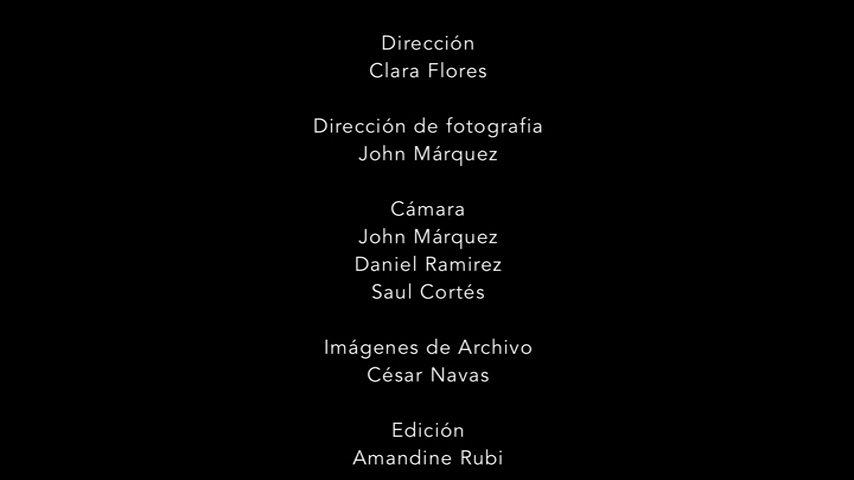 Dirección
Clara Flores
Dirección de fotografia
John Márquez
Cámara
John Márquez
Daniel Ramirez
Saul Cortés
Imágenes de Archivo
César Navas
Edición
Amandine Rubi